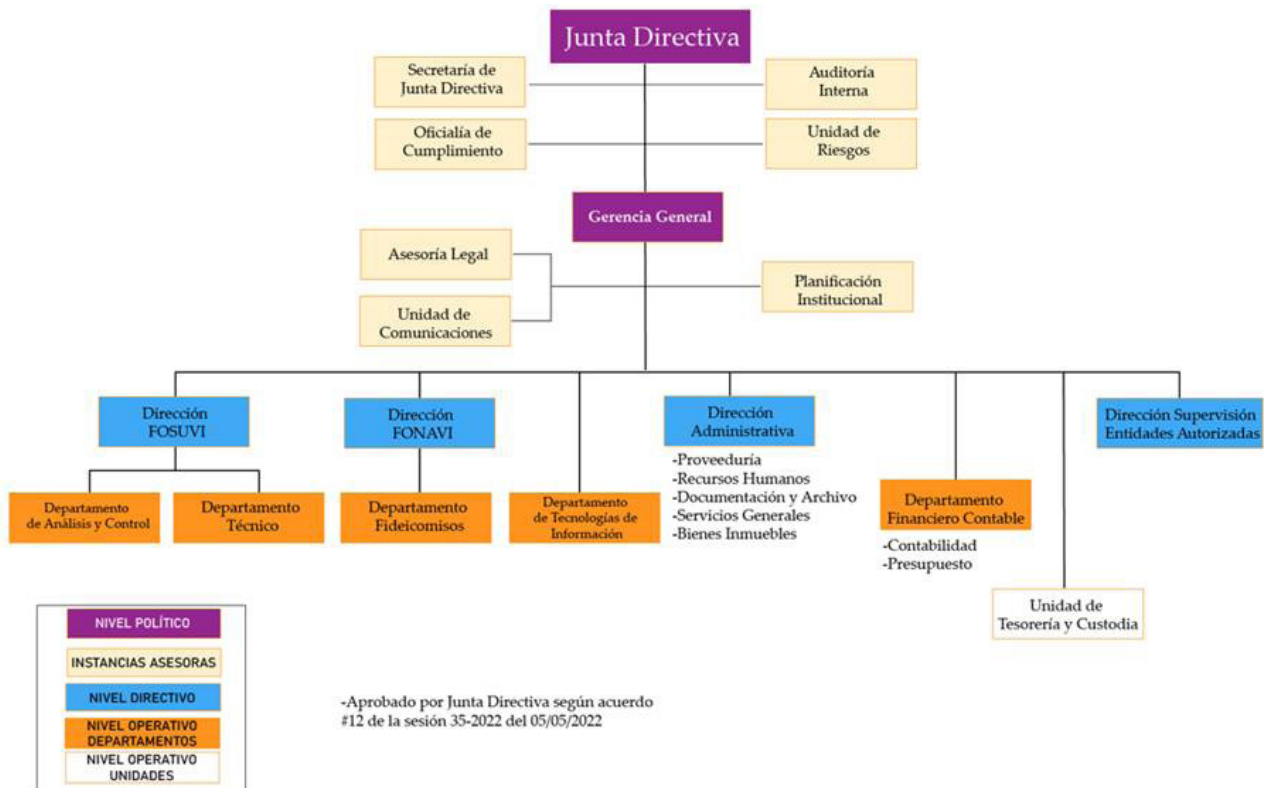 Junta Directiva
Secretaría de
Junta Directiva
Auditoría
Interna
Oficialía de
Cumplimiento
Unidad de
Riesgos
Gerencia General
Asesoría Legal
Unidad de
Comunicaciones
Planificación
Institucional
Dirección
FOSUVI
Dirección
FONAVI
Dirección
Administrativa
Dirección Supervisión
Entidades Autorizadas
-Proveeduría
-Recursos Humanos
-Documentación y Archivo
-Servicios Generales
-Bienes Inmuebles
Departamento
de Análisis y Control
Departamento
Técnico
Departamento
Fideicomisos
Departamento
de Tecnologías de
Información
Departamento
Financiero Contable
-Contabilidad
-Presupuesto
Unidad de
Tesorería y Custodia
NIVEL POLÍTICO
INSTANCIAS ASESORAS
NIVEL DIRECTIVO
NIVEL OPERATIVO
DEPARTAMENTOS
NIVEL OPERATIVO
UNIDADES
-Aprobado por Junta Directiva según acuerdo
#12 de la sesión 35-2022 del 05/05/2022